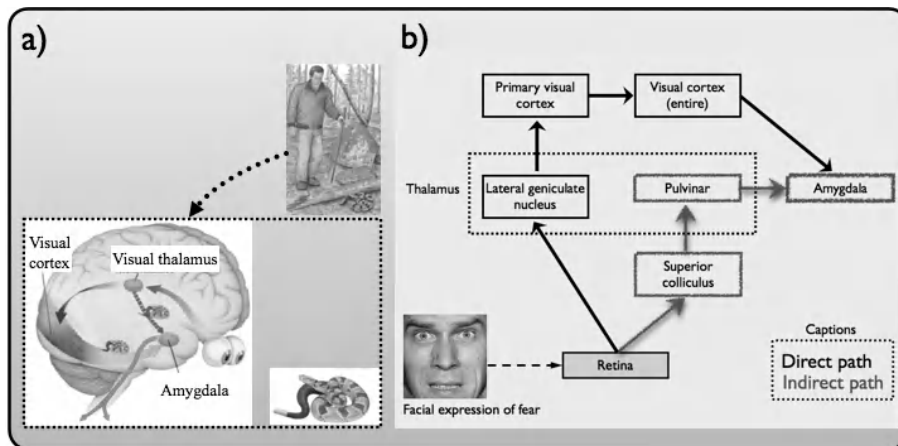 a)
Visual
cortex
Visual thalamus
Amygdala
b)
Primary visual
cortex
Visual cortex
(entire)
Thalamus
Lateral geniculate
nucleus
Pulvinar
Amygdala
Superior
colliculus
Retina
Facial expression of fear
Captions
Direct path
Indirect path